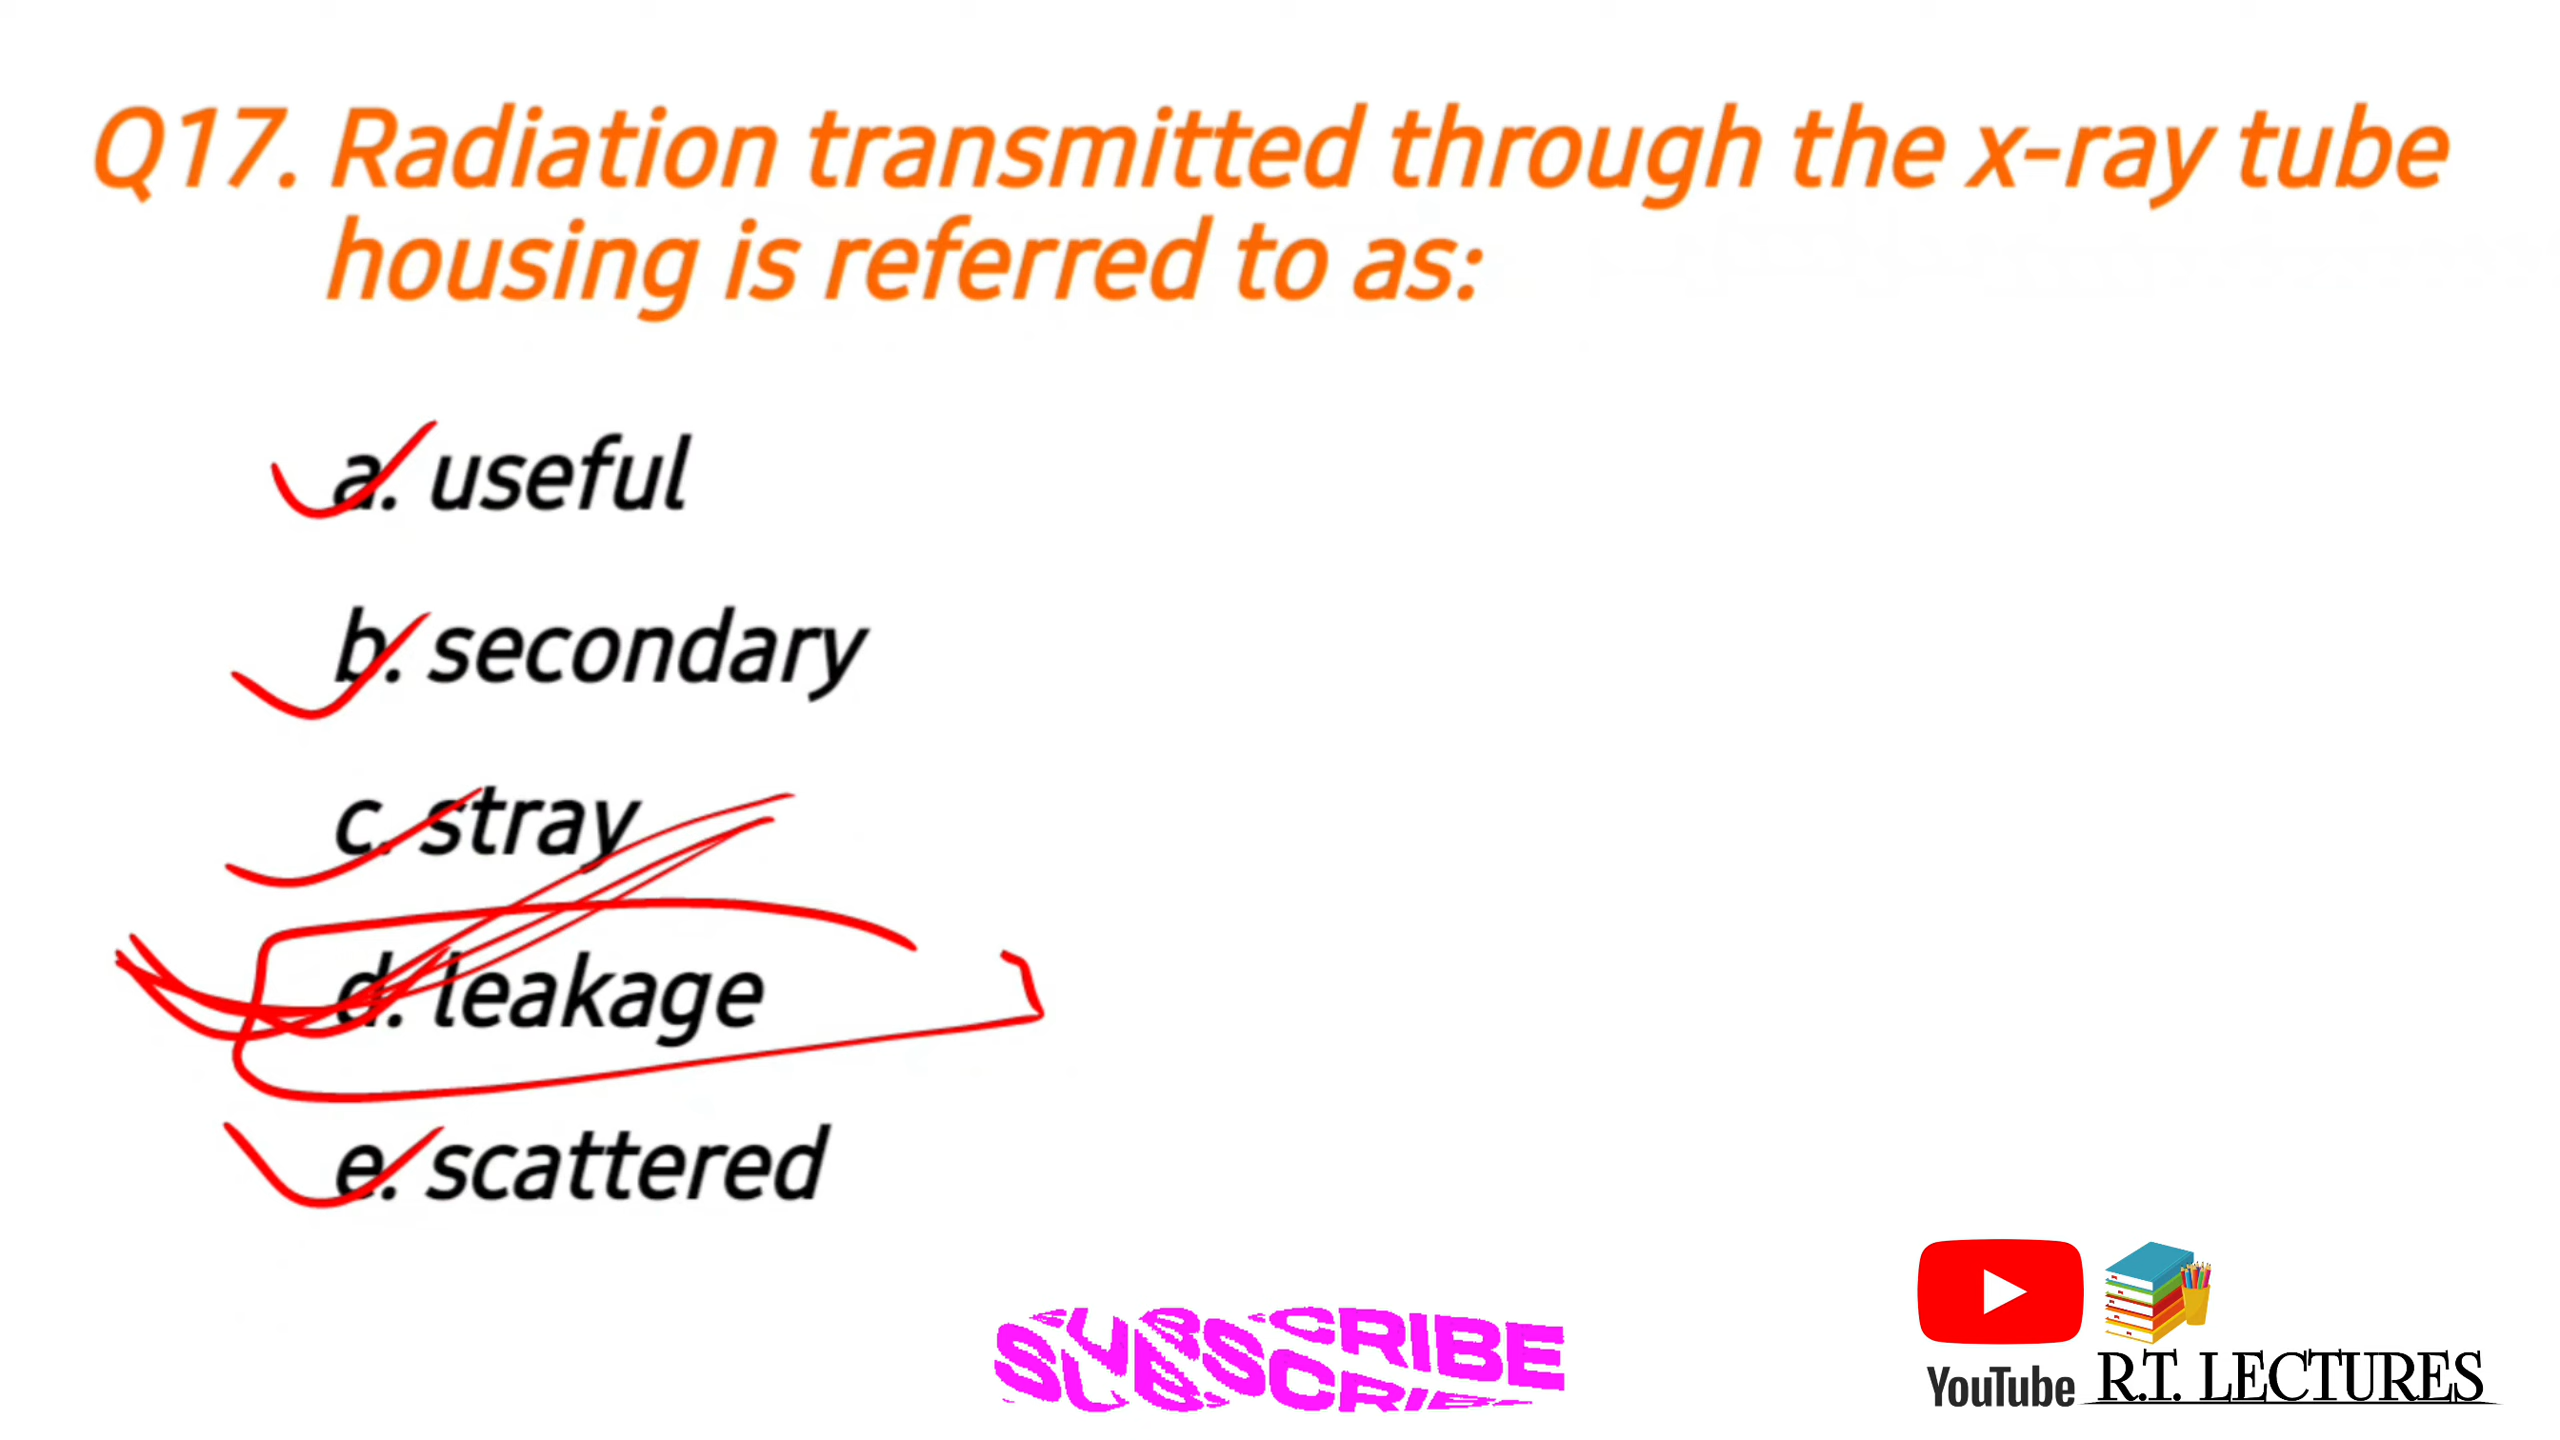 Q17. Radiation transmitted through the x-ray tube
housing is referred to as:
a. useful
b. secondary
c. stray
d. leakage
e. scattered
SUBSCRIBE
YouTube R.T. LECTURES